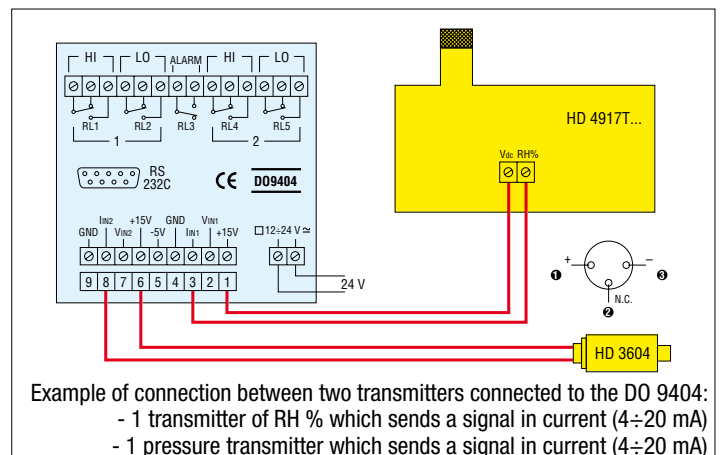 HI LO ALARM HI LO
RL1 RL2 RL3 RL4 RL5
1 2
HD 4917T...
Vdc RH%
RS
232C
CE DO9404
IIN2 +15V GND VIN1
GND VIN2 -5V IIN1 +15V
12÷24 V ≃
9 8 7 6 5 4 3 2 1
24 V
+ −
❶ ❸
N.C.
❷
HD 3604
Example of connection between two transmitters connected to the DO 9404:
- 1 transmitter of RH % which sends a signal in current (4÷20 mA)
- 1 pressure transmitter which sends a signal in current (4÷20 mA)